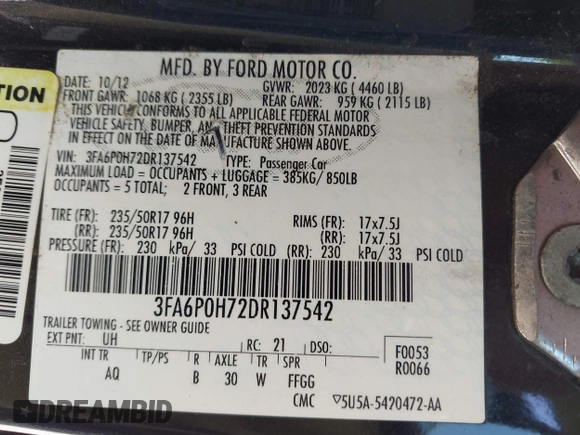 MFD. BY FORD MOTOR CO.
DATE: 10/12 GVWR: 2023 KG ( 4460 LB)
FRONT GAWR: 1068 KG ( 2355 LB) REAR GAWR: 959 KG ( 2115 LB)
THIS VEHICLE CONFORMS TO ALL APPLICABLE FEDERAL MOTOR
VEHICLE SAFETY, BUMPER, AND THEFT PREVENTION STANDARDS
IN EFFECT ON THE DATE OF MANUFACTURE SHOWN ABOVE.
VIN: 3FA6P0H72DR137542 TYPE: Passenger Car
MAXIMUM LOAD = OCCUPANTS + LUGGAGE = 385KG/ 850LB
OCCUPANTS = 5 TOTAL; 2 FRONT, 3 REAR
TIRE (FR): 235/50R17 96H RIMS (FR): 17x7.5J
(RR): 235/50R17 96H (RR): 17x7.5J
PRESSURE (FR): 230 kPa/ 33 PSI COLD (RR): 230 kPa/ 33 PSI COLD
3FA6P0H72DR137542
TRAILER TOWING - SEE OWNER GUIDE
EXT PNT: UH RC: 21 DSO: F0053
R0066
INT TR TP/PS R AXLE TR SPR
AQ B 30 W FFGG
CMC ▽5U5A-5420472-AA
TION
DREAMBID